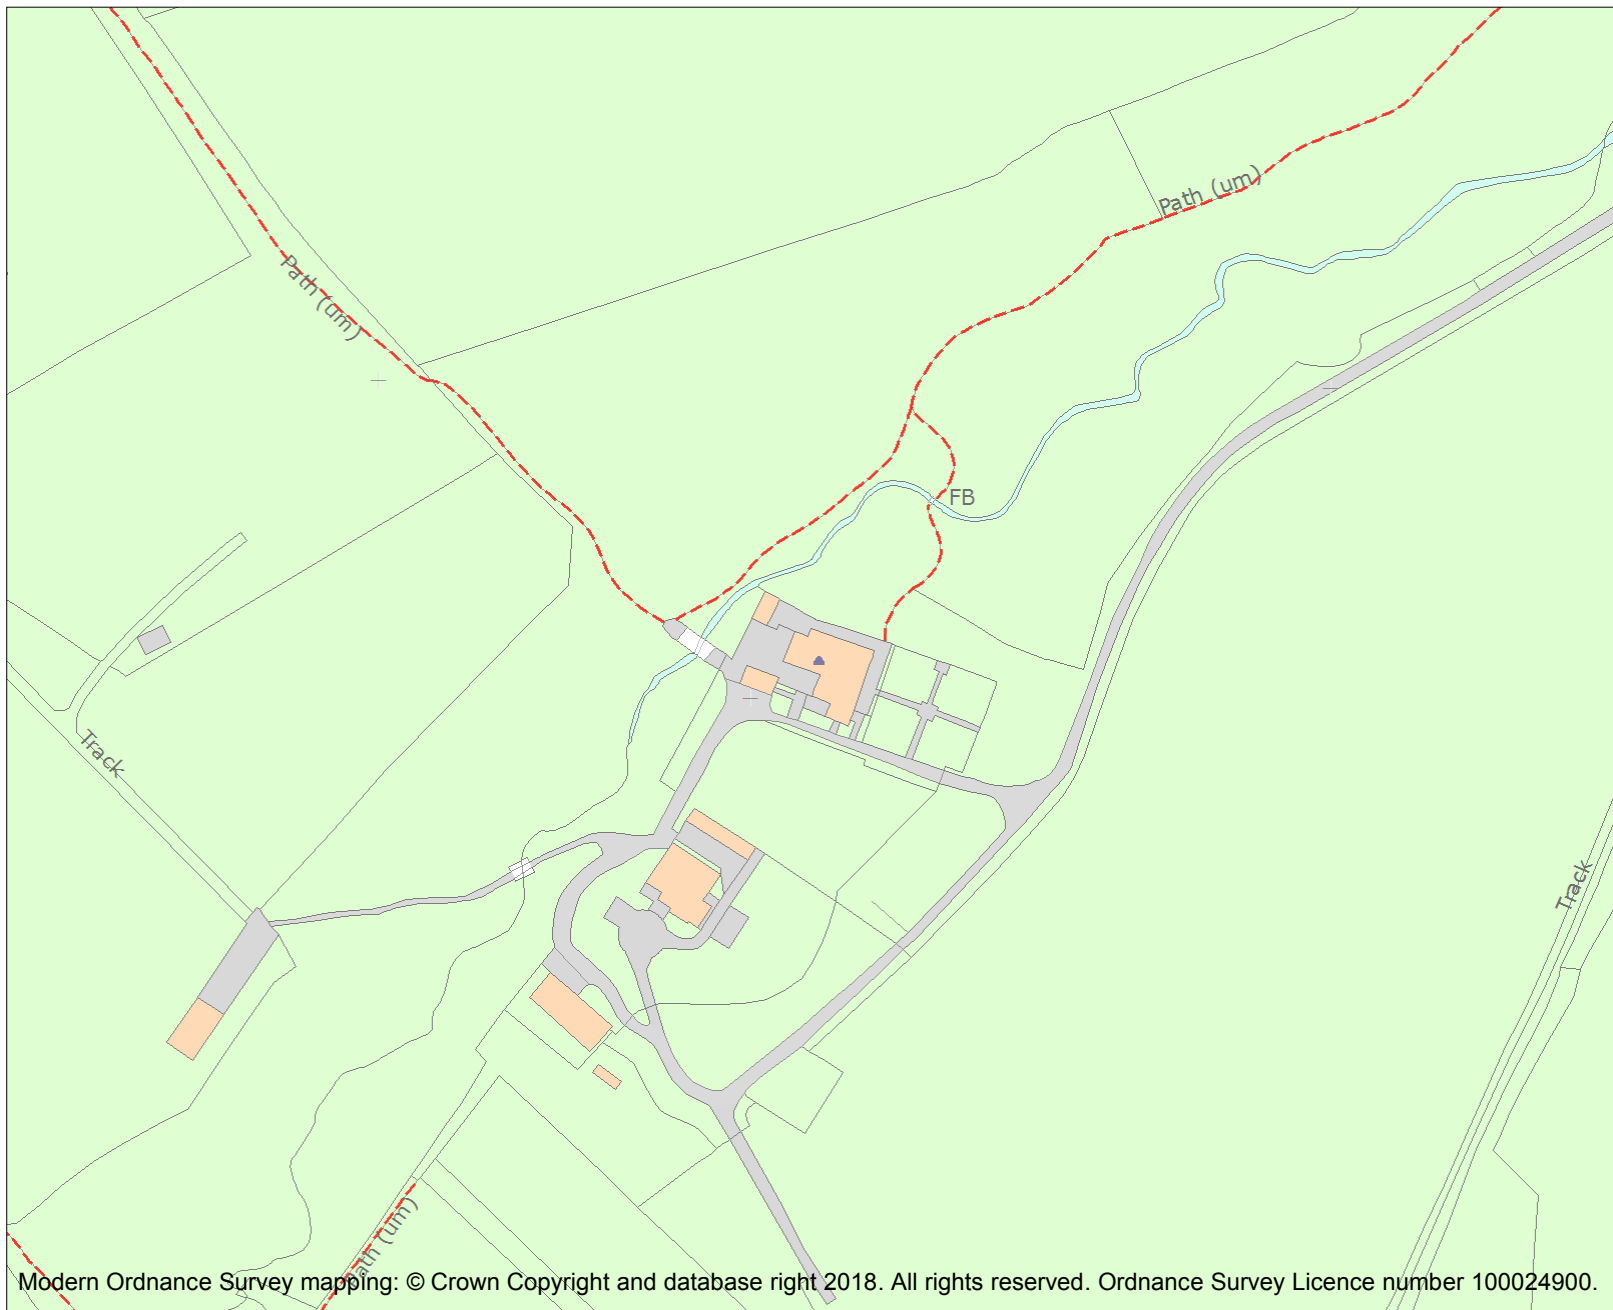 Path (um)
Path (um)
FB
Track
Track
Path (um)
Modern Ordnance Survey mapping: © Crown Copyright and database right 2018. All rights reserved. Ordnance Survey Licence number 100024900.